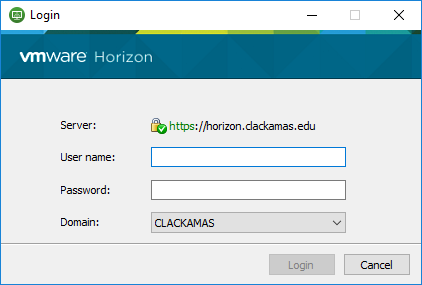 Login
vmware Horizon
Server: https://horizon.clackamas.edu
User name:
Password:
Domain: CLACKAMAS
Login Cancel